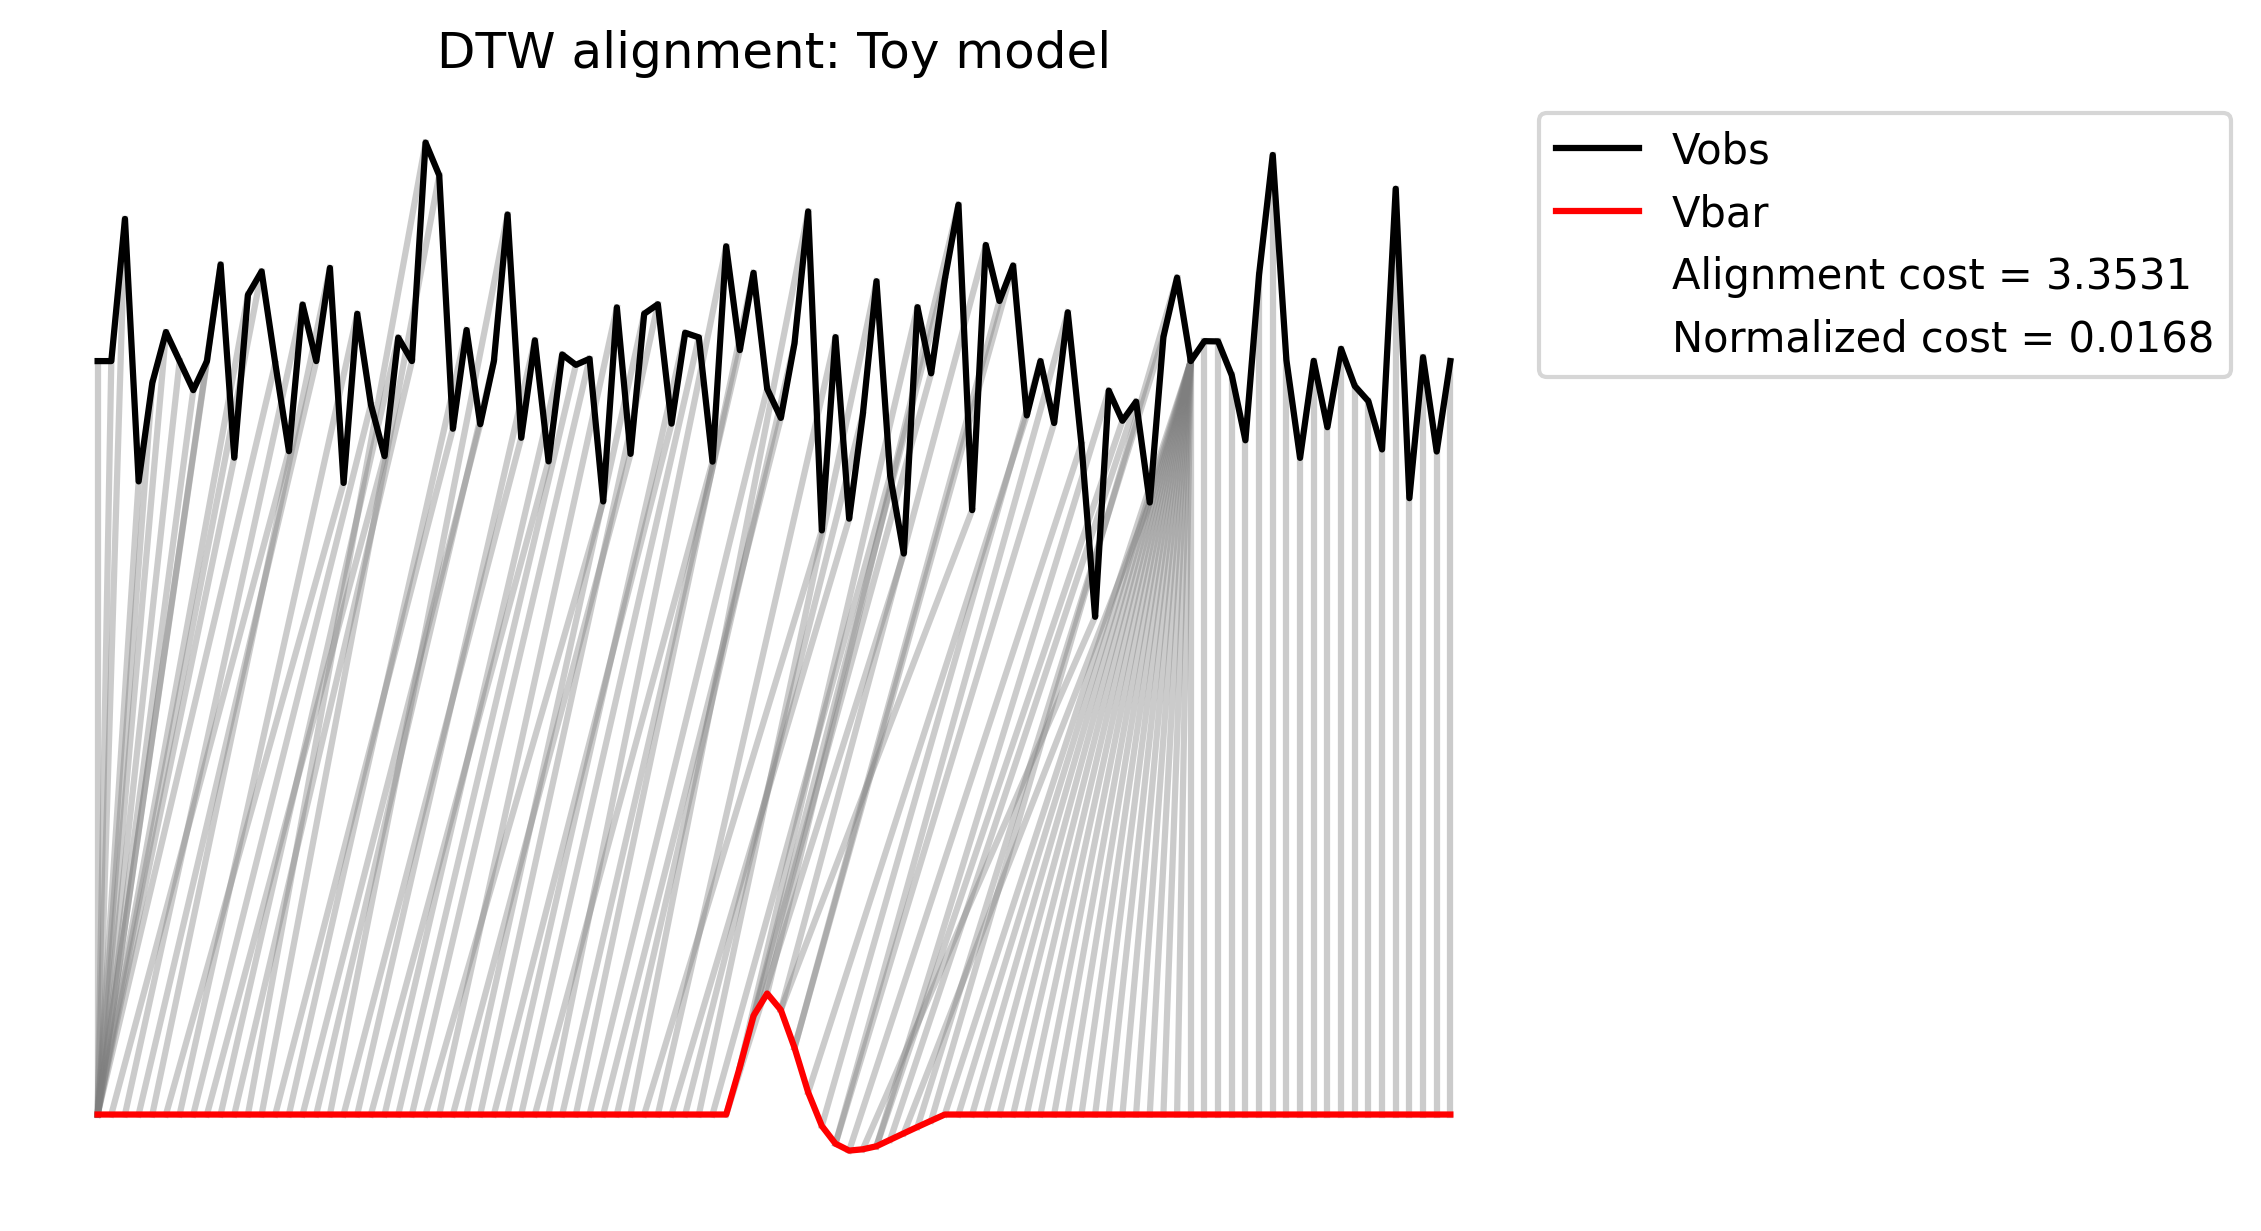 DTW alignment: Toy model
Vobs
Vbar
Alignment cost = 3.3531
Normalized cost = 0.0168